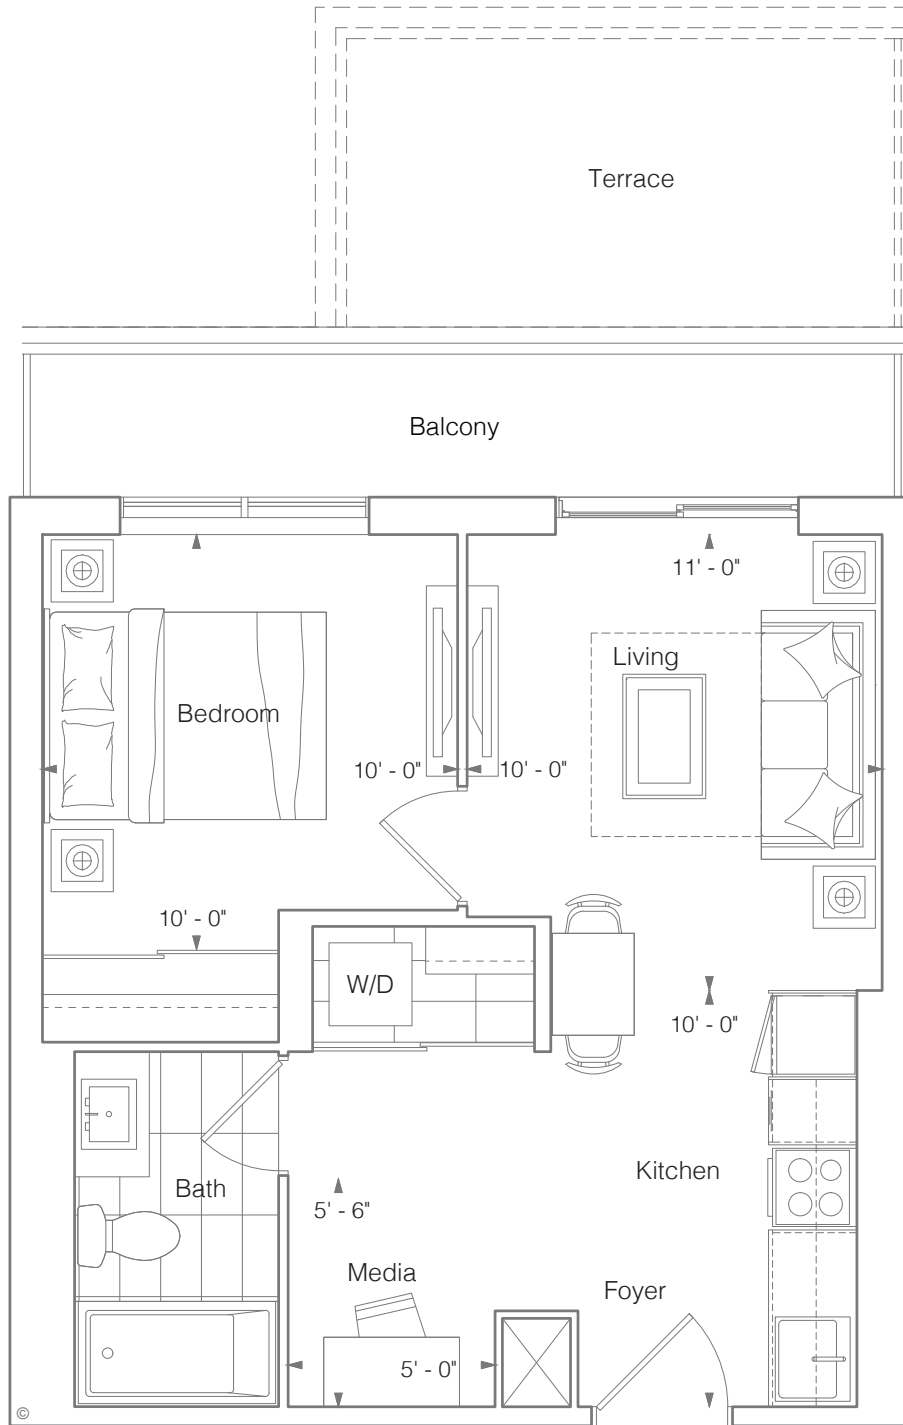 Terrace
Balcony
11' - 0"
Living
Bedroom
10' - 0"
10' - 0"
10' - 0"
W/D
10' - 0"
Kitchen
Bath
5' - 6"
Media
Foyer
5' - 0"
©